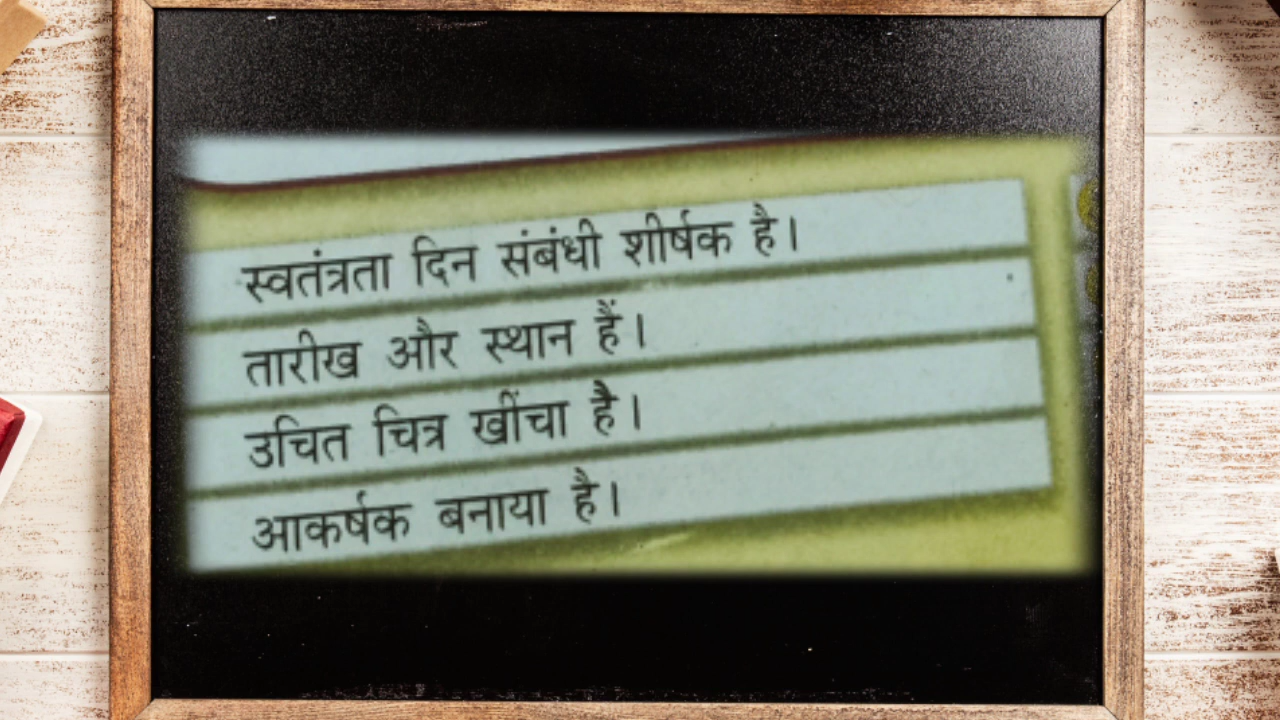 स्वतंत्रता दिन संबंधी शीर्षक है।
तारीख और स्थान हैं।
उचित चित्र खींचा है।
आकर्षक बनाया है।